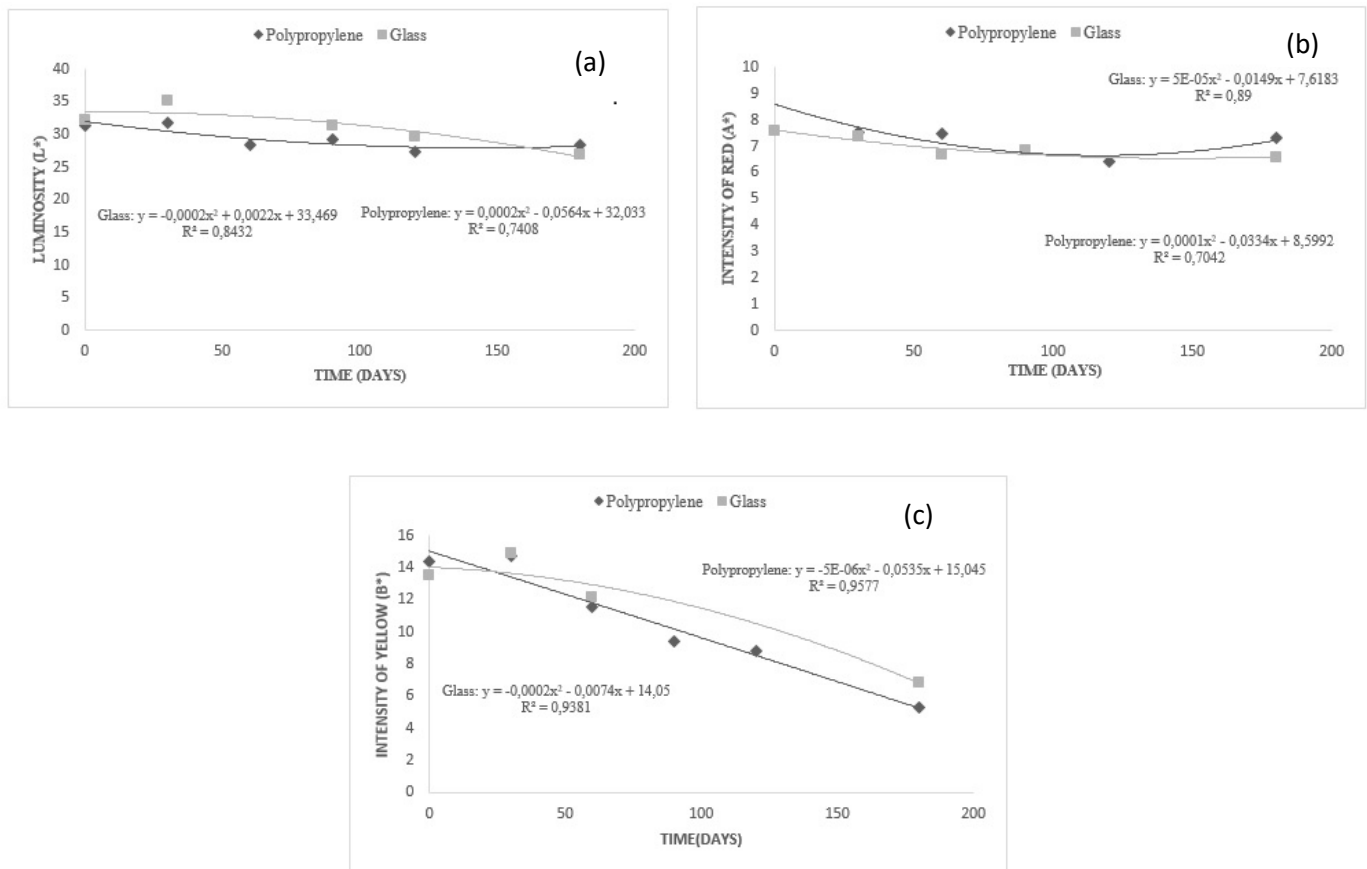 Polypropylene Glass
(a)
40
35
30
25
20
15
10
5
0
LUMINOSITY (L*)
.
Glass: y = -0,0002x² + 0,0022x + 33,469
R² = 0,8432
Polypropylene: y = 0,0002x² - 0,0564x + 32,033
R² = 0,7408
0 50 100 150 200
TIME (DAYS)
Polypropylene Glass
(b)
10
9
8
7
6
5
4
3
2
1
0
INTENSITY OF RED (A*)
Glass: y = 5E-05x² - 0,0149x + 7,6183
R² = 0,89
Polypropylene: y = 0,0001x² - 0,0334x + 8,5992
R² = 0,7042
0 50 100 150 200
TIME (DAYS)
Polypropylene Glass
(c)
16
14
12
10
8
6
4
2
0
INTENSITY OF YELLOW (B*)
Polypropylene: y = -5E-06x² - 0,0535x + 15,045
R² = 0,9577
Glass: y = -0,0002x² - 0,0074x + 14,05
R² = 0,9381
0 50 100 150 200
TIME(DAYS)